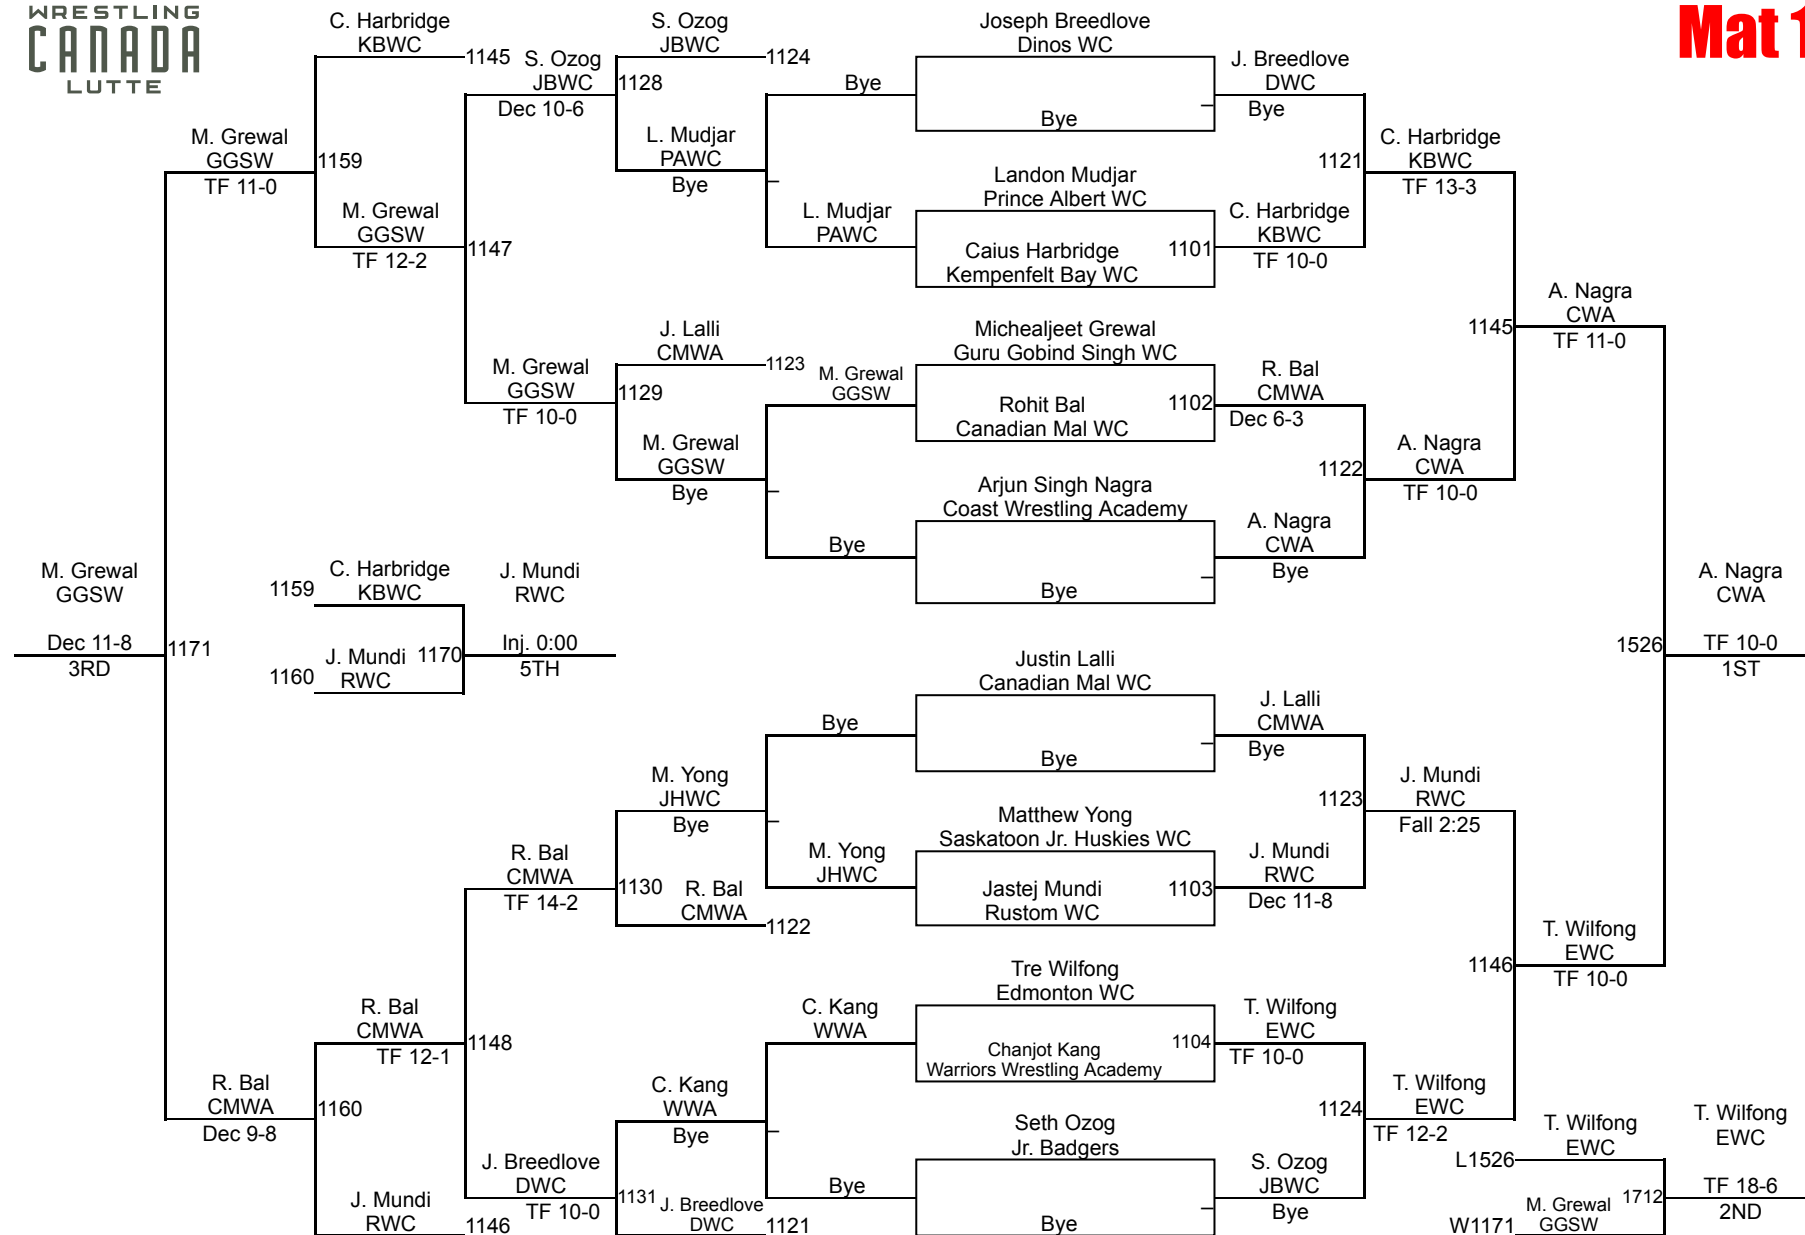 WRESTLING
CANADA
LUTTE
Mat 1
C. Harbridge
KBWC
1145
S. Ozog
JBWC
Dec 10-6
S. Ozog
JBWC
1124
1128
L. Mudjar
PAWC
Bye
Bye
L. Mudjar
PAWC
Joseph Breedlove
Dinos WC
Bye
J. Breedlove
DWC
Bye
Landon Mudjar
Prince Albert WC
Caius Harbridge
Kempenfelt Bay WC
1101
C. Harbridge
KBWC
TF 10-0
1121
C. Harbridge
KBWC
TF 13-3
M. Grewal
GGSW
TF 11-0
1159
M. Grewal
GGSW
TF 12-2
1147
M. Grewal
GGSW
TF 10-0
J. Lalli
CMWA
1123
1129
M. Grewal
GGSW
Bye
M. Grewal
GGSW
Bye
Michealjeet Grewal
Guru Gobind Singh WC
Rohit Bal
Canadian Mal WC
1102
R. Bal
CMWA
Dec 6-3
Arjun Singh Nagra
Coast Wrestling Academy
Bye
A. Nagra
CWA
Bye
1122
A. Nagra
CWA
TF 10-0
1145
A. Nagra
CWA
TF 11-0
M. Grewal
GGSW
Dec 11-8
3RD
1171
1159
C. Harbridge
KBWC
1160
J. Mundi
RWC
1170
J. Mundi
RWC
Inj. 0:00
5TH
1526
A. Nagra
CWA
TF 10-0
1ST
Justin Lalli
Canadian Mal WC
Bye
Bye
J. Lalli
CMWA
Bye
M. Yong
JHWC
Bye
M. Yong
JHWC
Matthew Yong
Saskatoon Jr. Huskies WC
Jastej Mundi
Rustom WC
1103
J. Mundi
RWC
Dec 11-8
1123
J. Mundi
RWC
Fall 2:25
R. Bal
CMWA
TF 14-2
1130
R. Bal
CMWA
1122
1146
T. Wilfong
EWC
TF 10-0
Tre Wilfong
Edmonton WC
Chanjot Kang
Warriors Wrestling Academy
1104
T. Wilfong
EWC
TF 10-0
C. Kang
WWA
R. Bal
CMWA
TF 12-1
1148
R. Bal
CMWA
Dec 9-8
1160
C. Kang
WWA
Bye
Seth Ozog
Jr. Badgers
Bye
Bye
S. Ozog
JBWC
Bye
1124
T. Wilfong
EWC
TF 12-2
J. Breedlove
DWC
TF 10-0
1131
J. Breedlove
DWC
1121
J. Mundi
RWC
1146
L1526
T. Wilfong
EWC
W1171
M. Grewal
GGSW
1712
T. Wilfong
EWC
TF 18-6
2ND